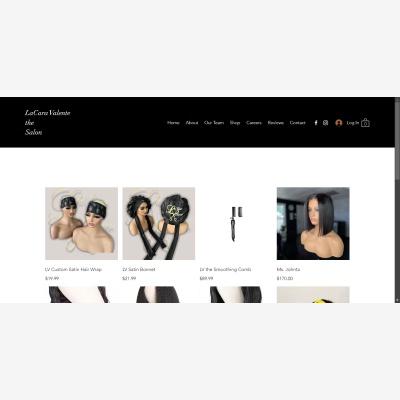 LaCara Valente
the
Salon
Home About Our Team Shop Careers Reviews Contact Log In 0
LV Custom Satin Hair Wrap LV Satin Bonnet LV the Smoothing Comb Ms. Johnta
$19.99 $21.99 $89.99 $170.00